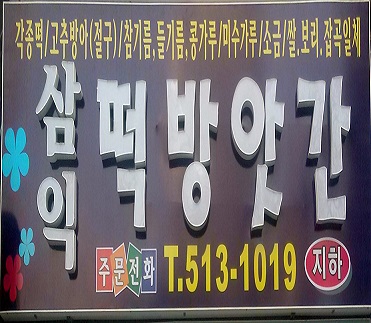 각종떡/고추방아(절구)/참기름,들기름,콩가루/미수가루/소금/쌀.보리.잡곡일체
삼익 떡방앗간
주문전화 T.513-1019 지하